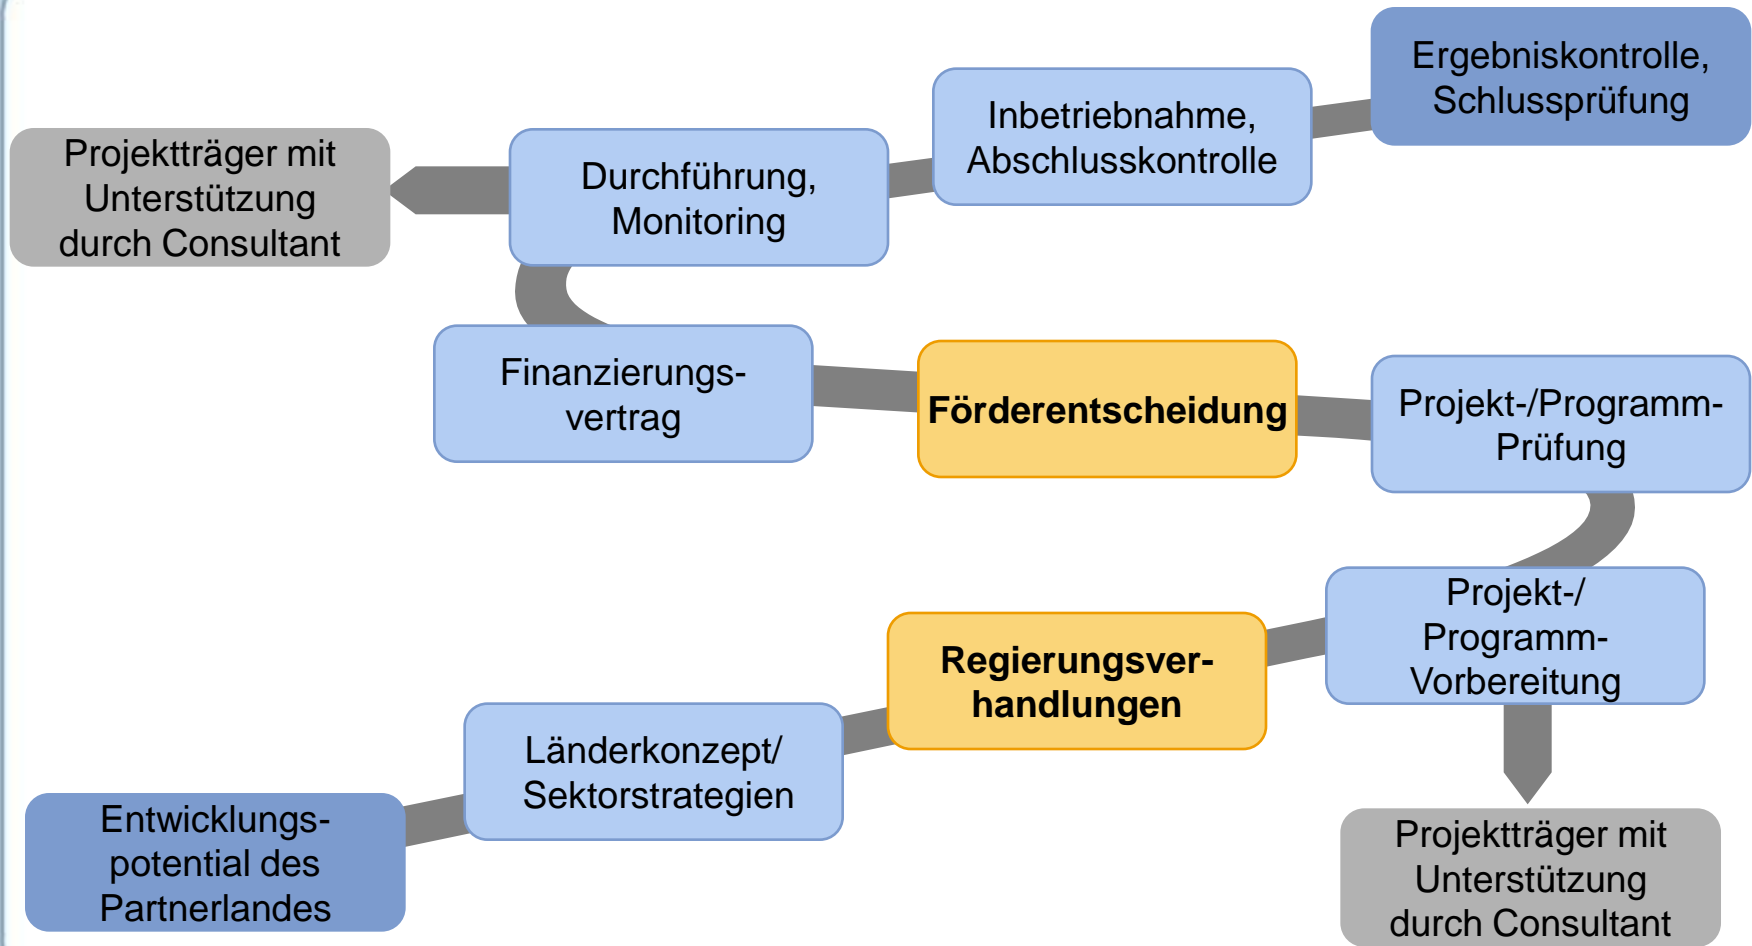 Ergebniskontrolle,
Schlussprüfung
Inbetriebnahme,
Abschlusskontrolle
Projektträger mit
Unterstützung
durch Consultant
Durchführung,
Monitoring
Finanzierungs-
vertrag
Förderentscheidung
Projekt-/Programm-
Prüfung
Projekt-/
Programm-
Vorbereitung
Regierungsver-
handlungen
Länderkonzept/
Sektorstrategien
Entwicklungs-
potential des
Partnerlandes
Projektträger mit
Unterstützung
durch Consultant